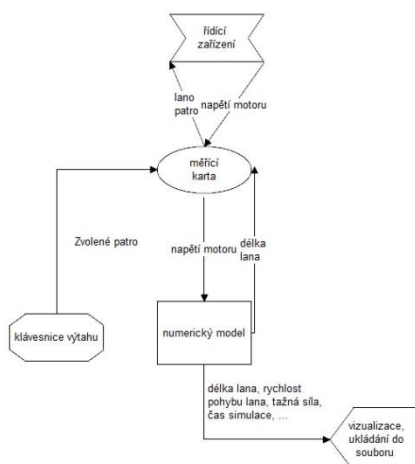 řídící
zařízení
lano
patro
napětí motoru
měřící
karta
Zvolené patro
napětí motoru
délka
lana
klávesnice výtahu
numerický model
délka lana, rychlost
pohybu lana, tažná síla,
čas simulace, ...
vizualizace,
ukládání do
souboru